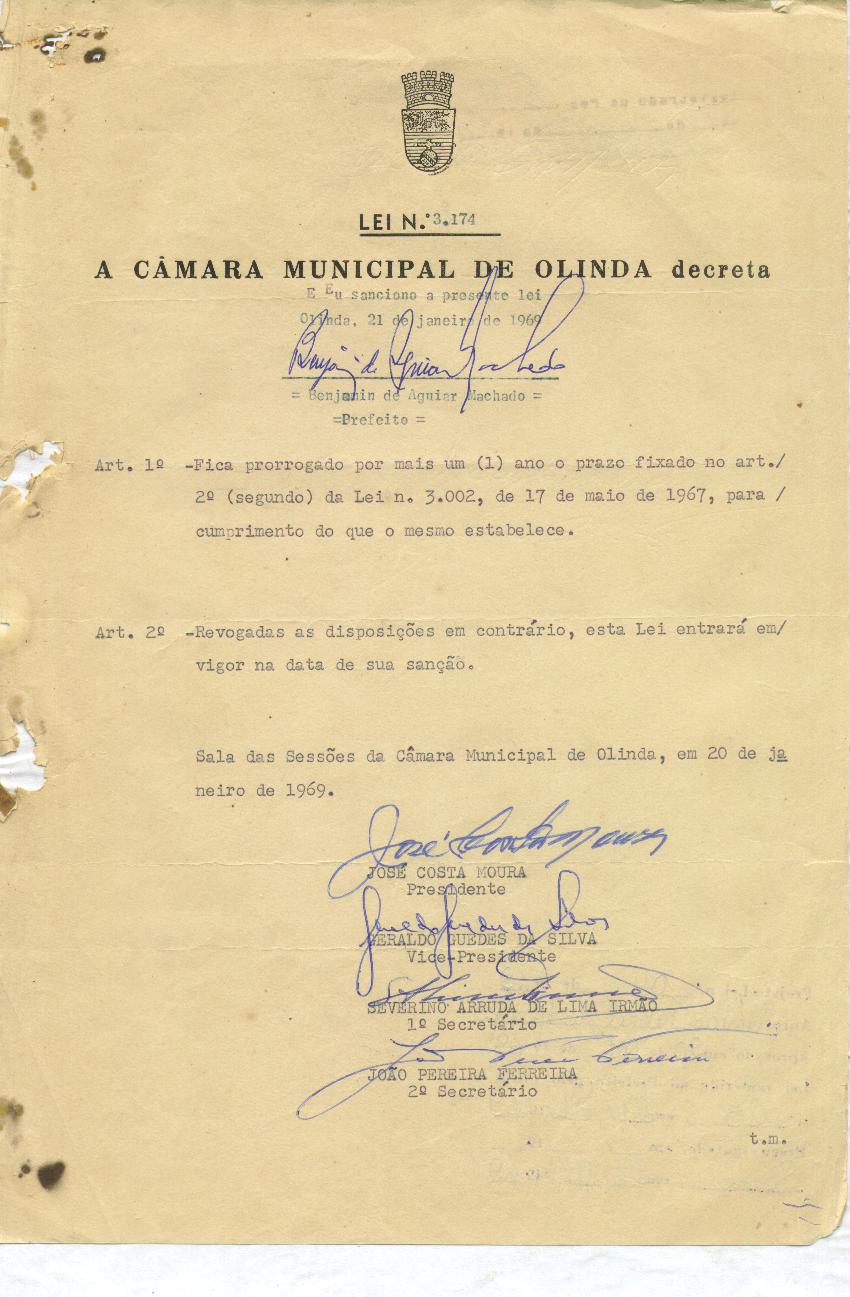 LEI N.º 3.174
A CÂMARA MUNICIPAL DE OLINDA decreta
E Eu sanciono a presente lei
Olinda, 21 de janeiro de 1969
Benjamin de Aguiar Machado
= Benjamin de Aguiar Machado =
=Prefeito =
Art. 1º -Fica prorrogado por mais um (1) ano o prazo fixado no art./
2º (segundo) da Lei n. 3.002, de 17 de maio de 1967, para /
cumprimento do que o mesmo estabelece.
Art. 2º -Revogadas as disposições em contrário, esta Lei entrará em/
vigor na data de sua sanção.
Sala das Sessões da Câmara Municipal de Olinda, em 20 de ja
neiro de 1969.
José Costa Moura
JOSÉ COSTA MOURA
Presidente
GERALDO GUEDES DA SILVA
Vice-Presidente
SEVERINO ARRUDA DE LIMA IRMÃO
1º Secretário
João Pereira Ferreira
JOÃO PEREIRA FERREIRA
2º Secretário
t.m.